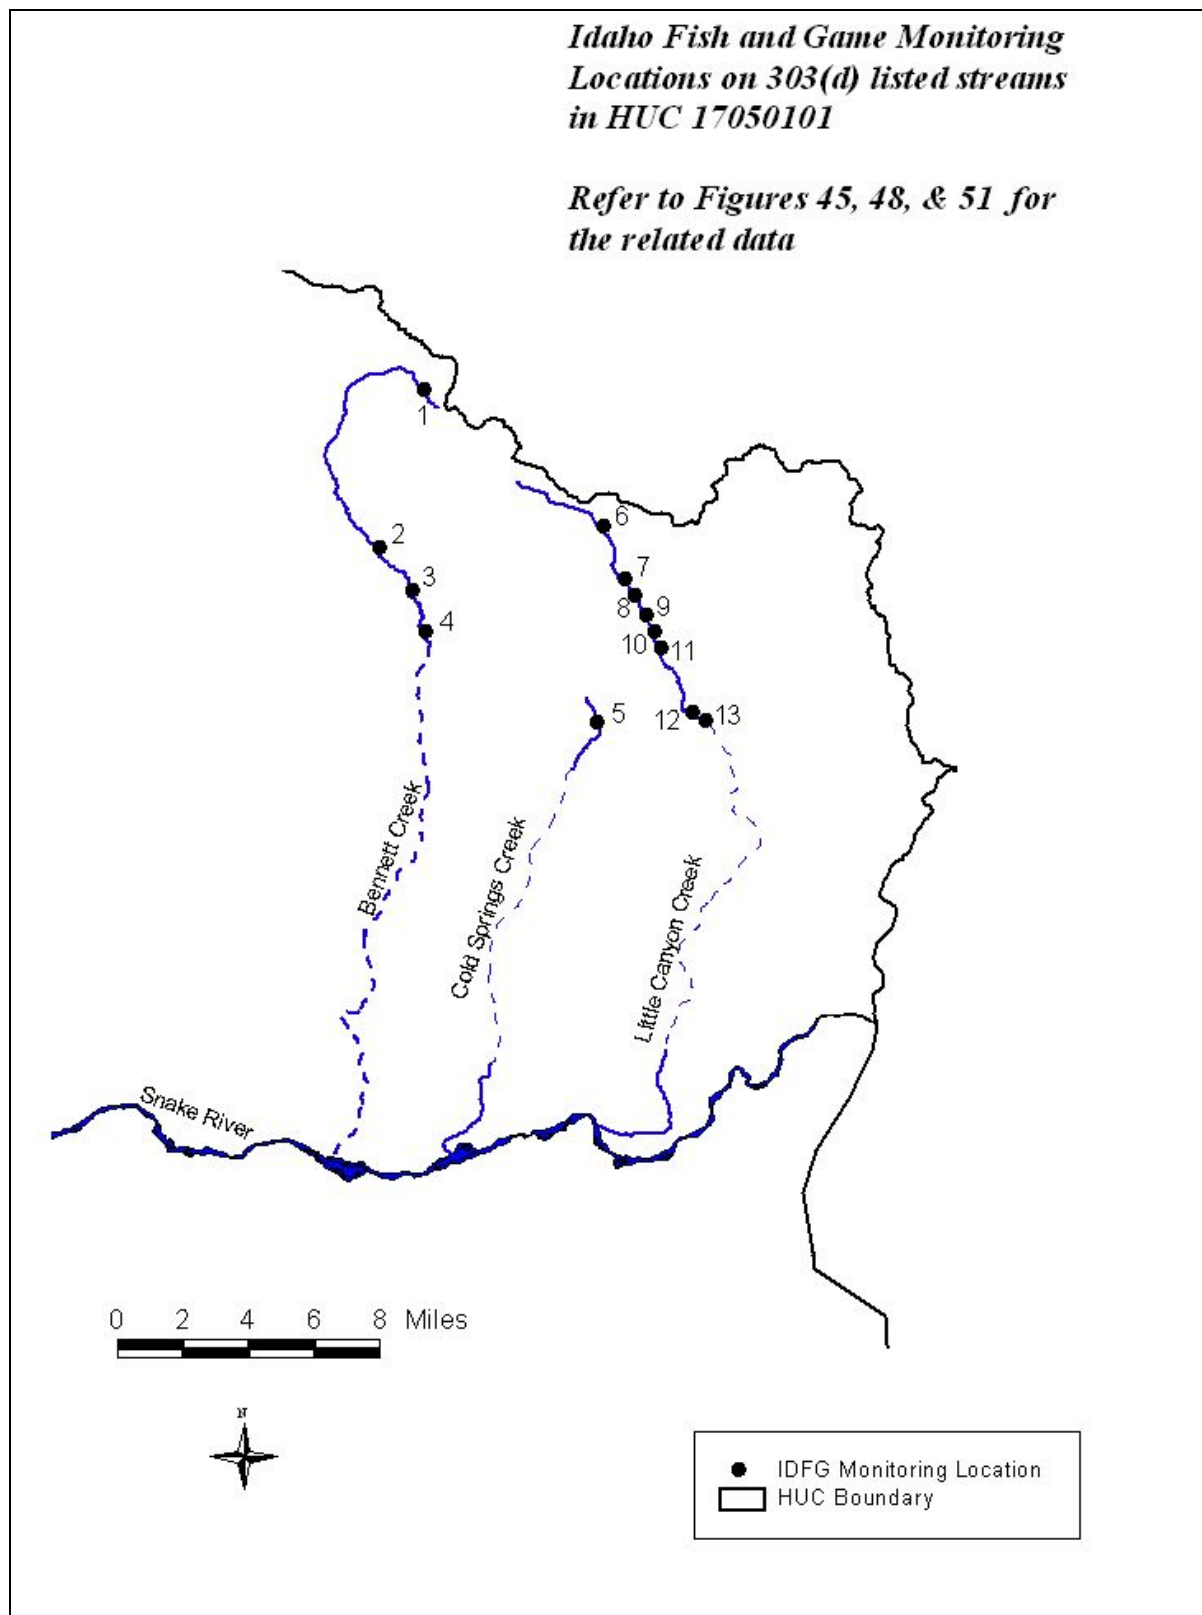 Idaho Fish and Game Monitoring
Locations on 303(d) listed streams
in HUC 17050101
Refer to Figures 45, 48, & 51 for
the related data
1
2
3
4
5
6
7
8
9
10
11
12
13
Bennett Creek
Cold Springs Creek
Little Canyon Creek
Snake River
0 2 4 6 8 Miles
N
IDFG Monitoring Location
HUC Boundary